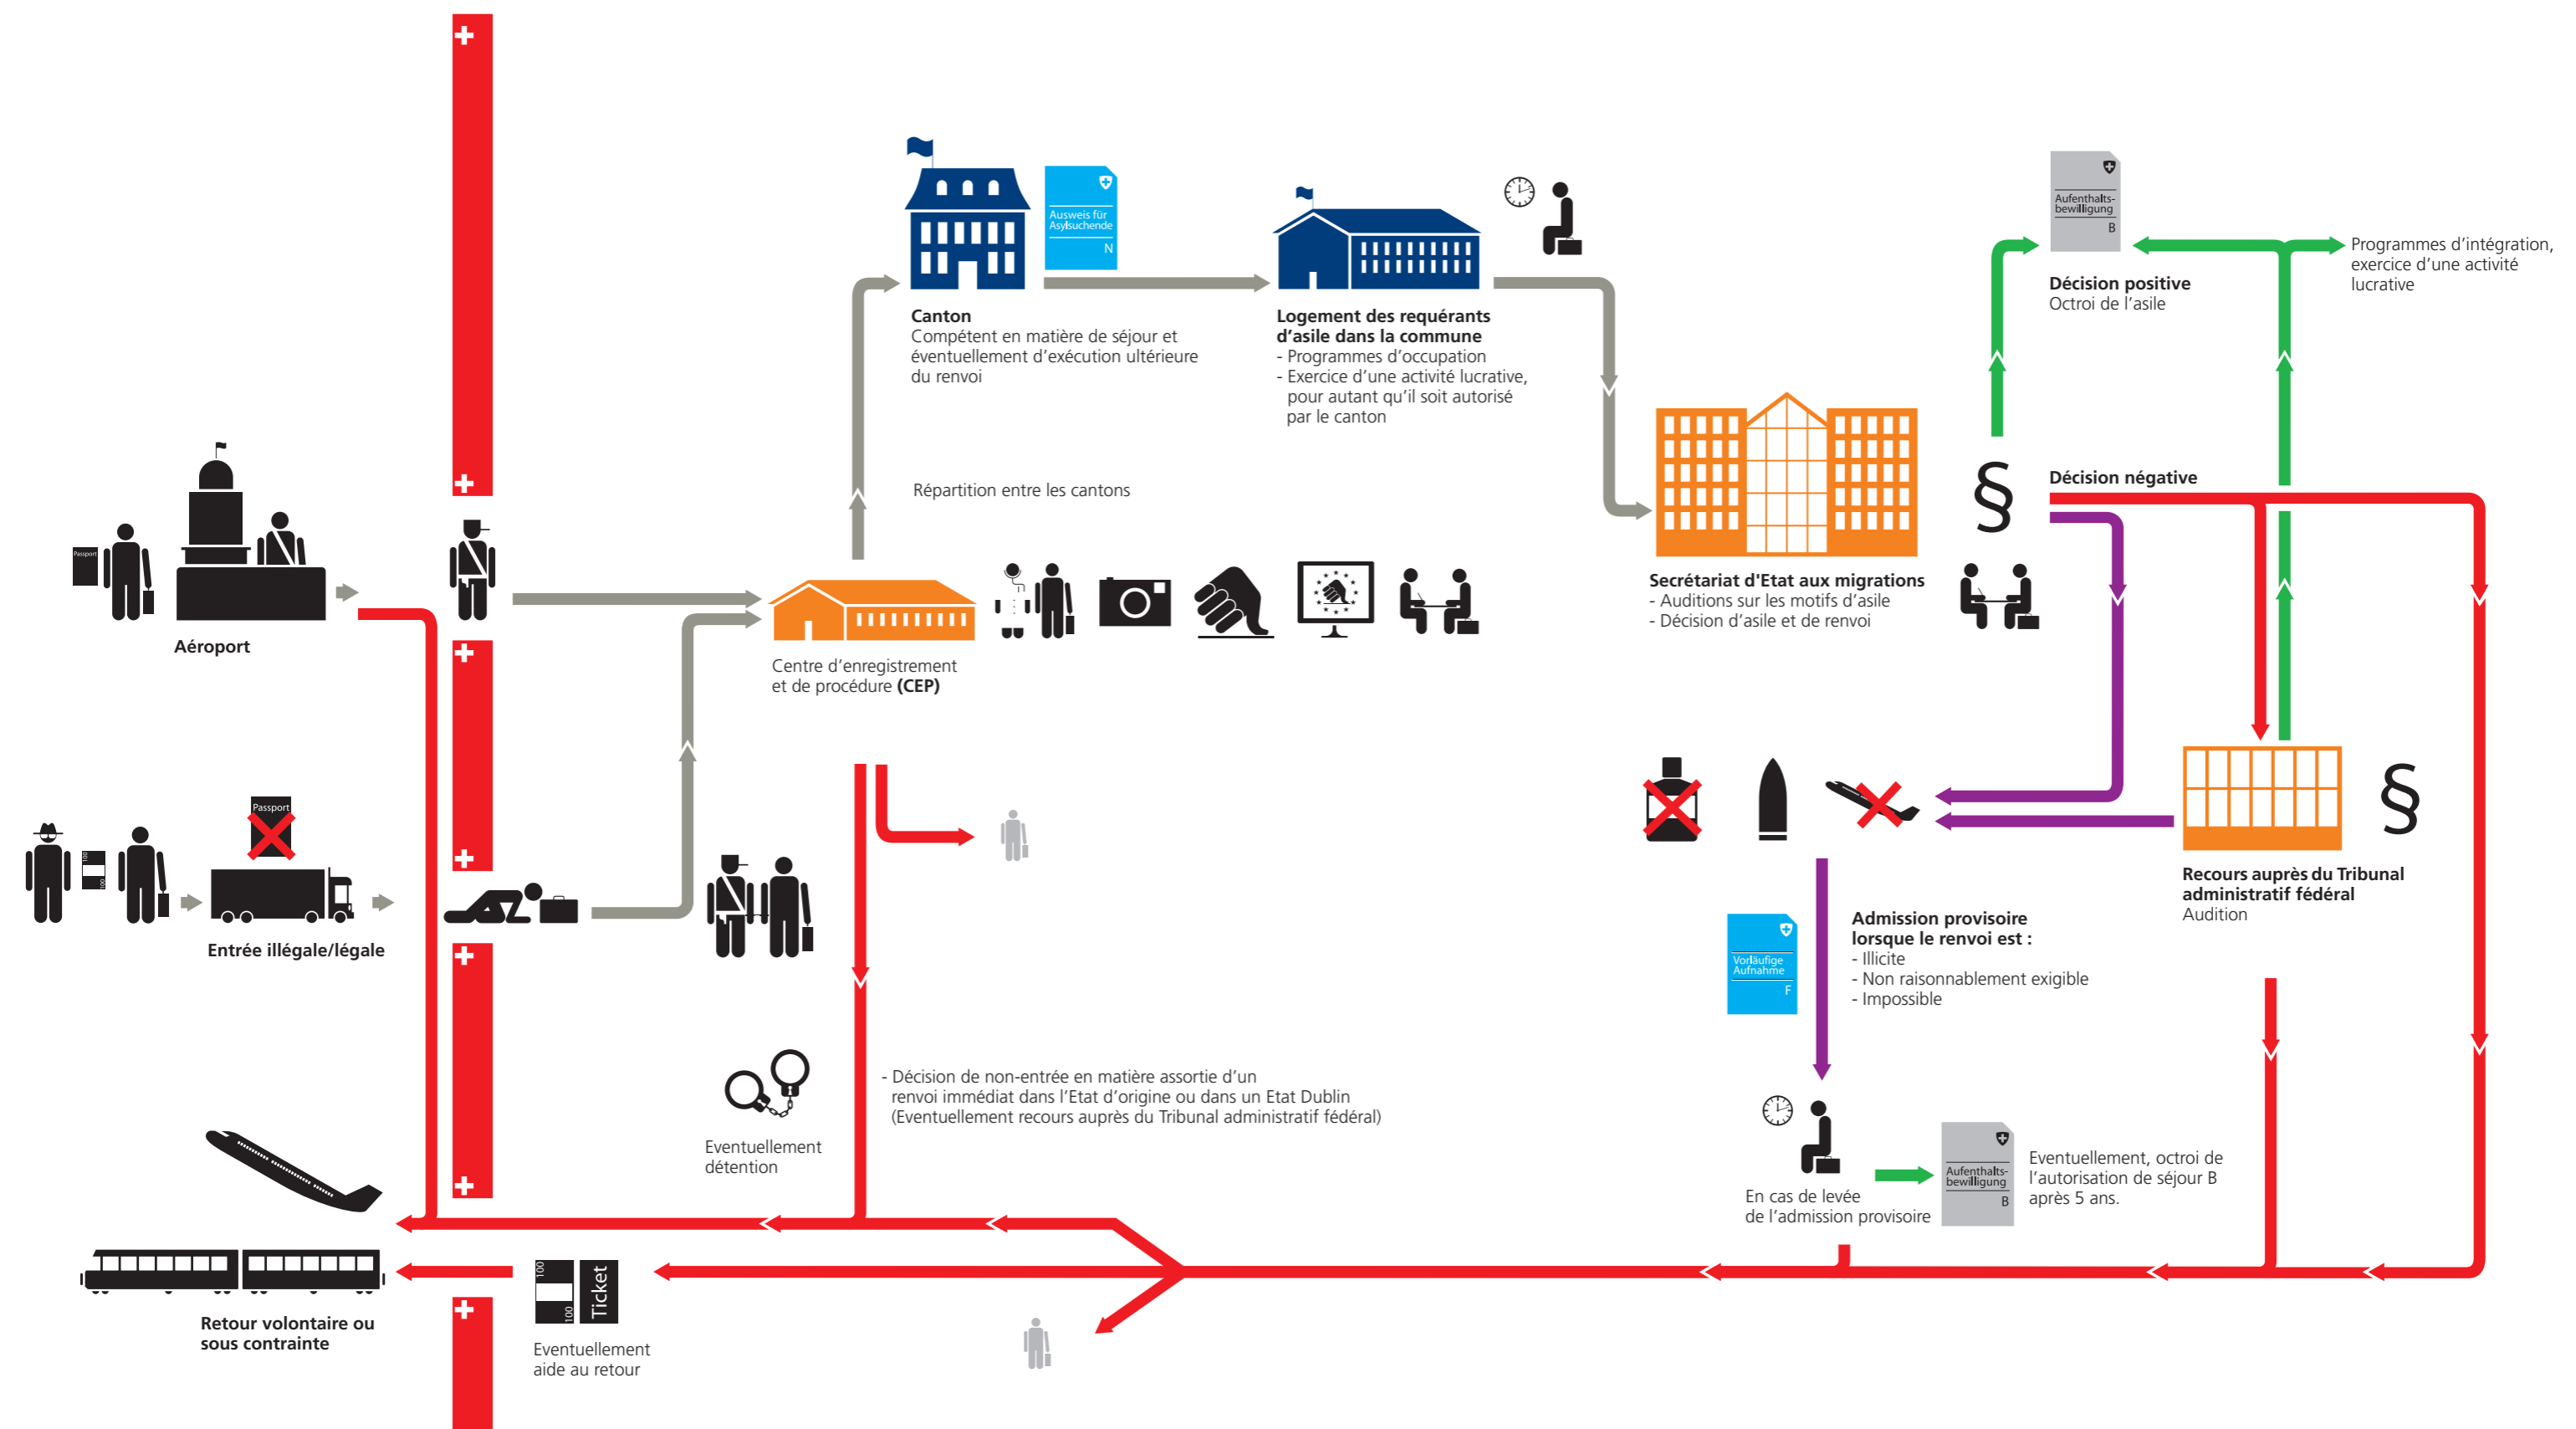 Ausweis für
Asylsuchende
N
Canton
Compétent en matière de séjour et
éventuellement d'exécution ultérieure
du renvoi
Logement des requérants
d'asile dans la commune
- Programmes d'occupation
- Exercice d'une activité lucrative,
pour autant qu'il soit autorisé
par le canton
Aufenthalts-
bewilligung
B
Décision positive
Octroi de l'asile
Programmes d'intégration,
exercice d'une activité
lucrative
Répartition entre les cantons
Décision négative
Passport
Aéroport
Centre d'enregistrement
et de procédure (CEP)
Secrétariat d'Etat aux migrations
- Auditions sur les motifs d'asile
- Décision d'asile et de renvoi
§
§
Passport
100
100
Entrée illégale/légale
Recours auprès du Tribunal
administratif fédéral
Audition
Vorläufige
Aufnahme
F
Admission provisoire
lorsque le renvoi est :
- Illicite
- Non raisonnablement exigible
- Impossible
- Décision de non-entrée en matière assortie d'un
renvoi immédiat dans l'Etat d'origine ou dans un Etat Dublin
(Eventuellement recours auprès du Tribunal administratif fédéral)
Eventuellement
détention
En cas de levée
de l'admission provisoire
Aufenthalts-
bewilligung
B
Eventuellement, octroi de
l'autorisation de séjour B
après 5 ans.
Retour volontaire ou
sous contrainte
100
100
Ticket
Eventuellement
aide au retour